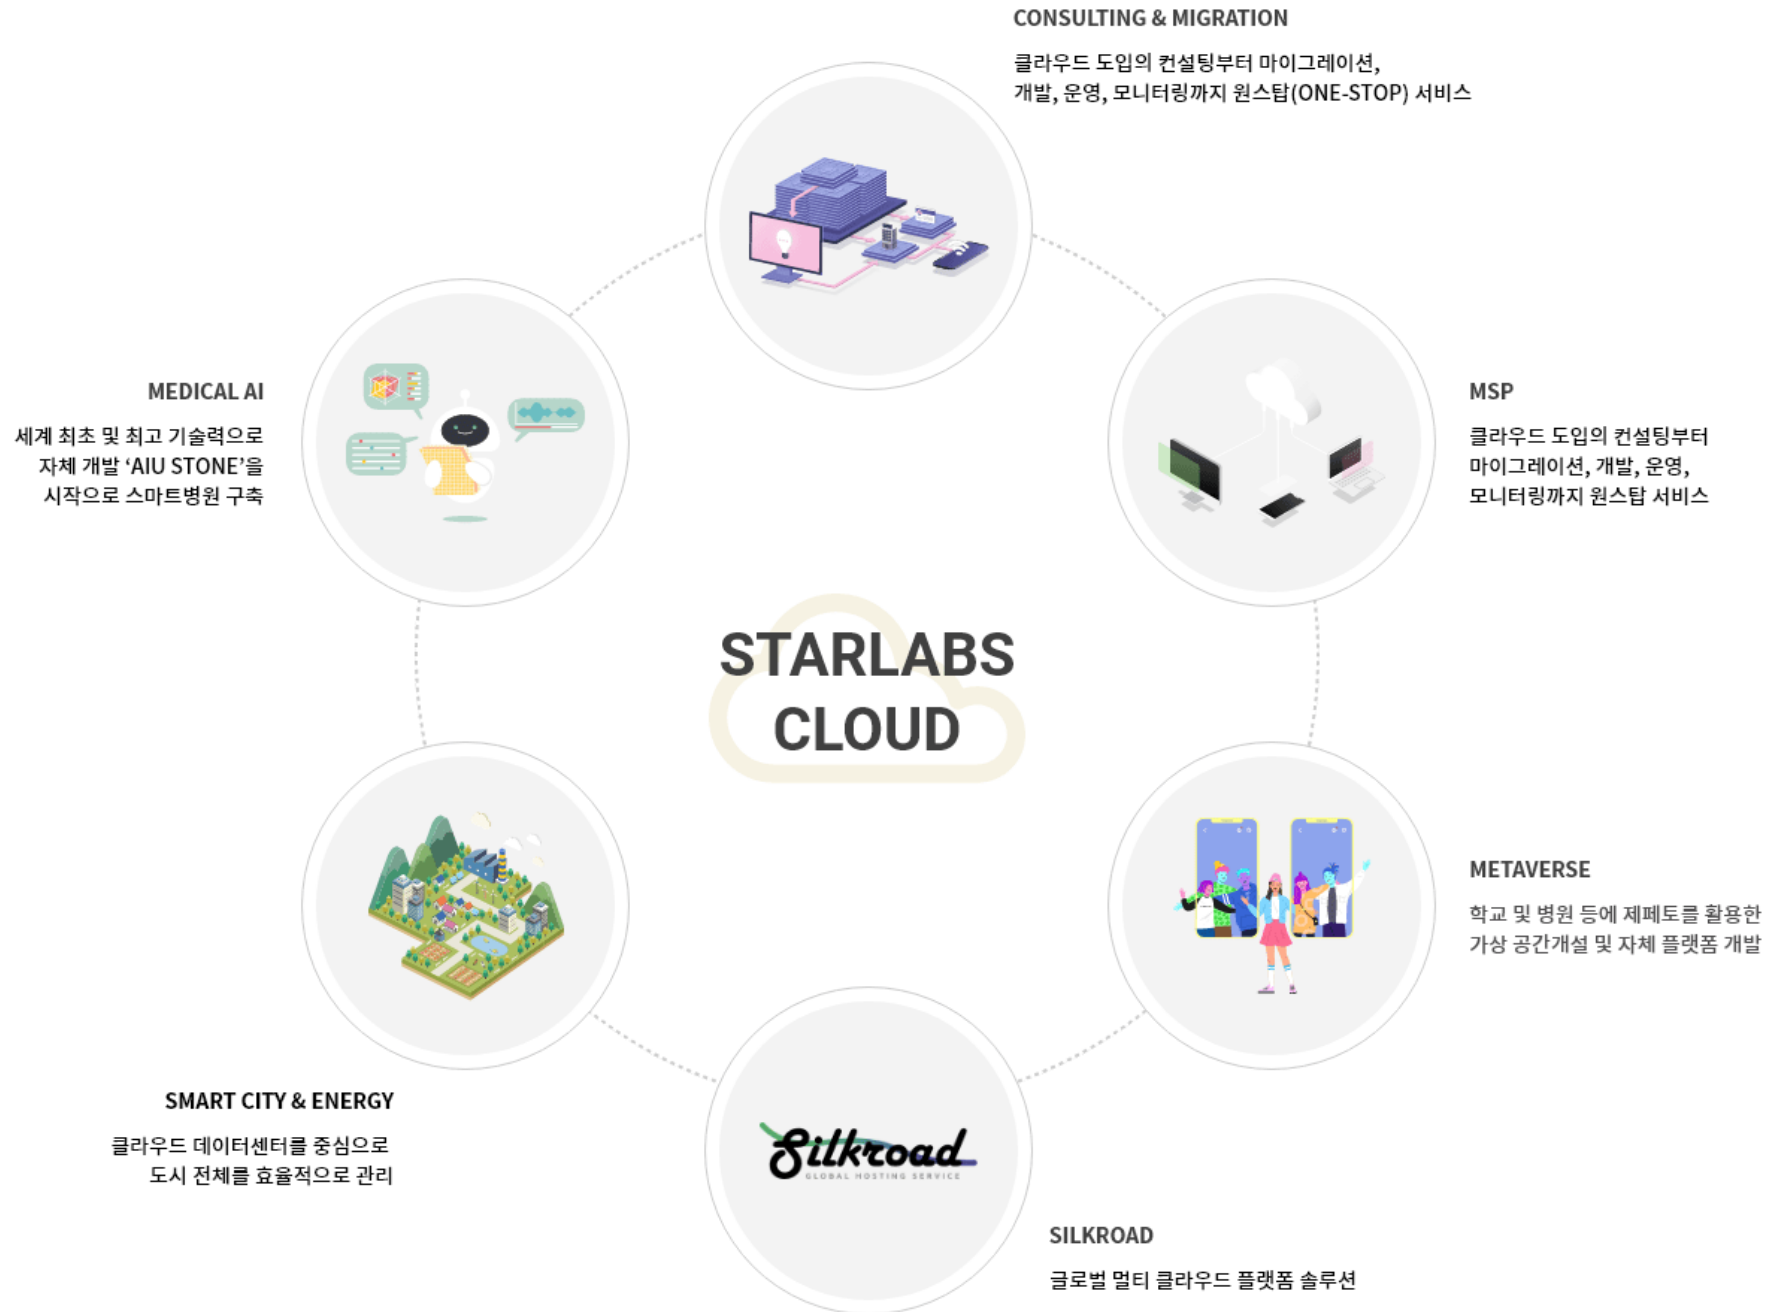 CONSULTING & MIGRATION
클라우드 도입의 컨설팅부터 마이그레이션,
개발, 운영, 모니터링까지 원스탑(ONE-STOP) 서비스
MEDICAL AI
세계 최초 및 최고 기술력으로
자체 개발 ‘AIU STONE’을
시작으로 스마트병원 구축
MSP
클라우드 도입의 컨설팅부터
마이그레이션, 개발, 운영,
모니터링까지 원스탑 서비스
STARLABS
CLOUD
METAVERSE
학교 및 병원 등에 제페토를 활용한
가상 공간개설 및 자체 플랫폼 개발
SMART CITY & ENERGY
클라우드 데이터센터를 중심으로
도시 전체를 효율적으로 관리
Silkroad
GLOBAL HOSTING SERVICE
SILKROAD
글로벌 멀티 클라우드 플랫폼 솔루션